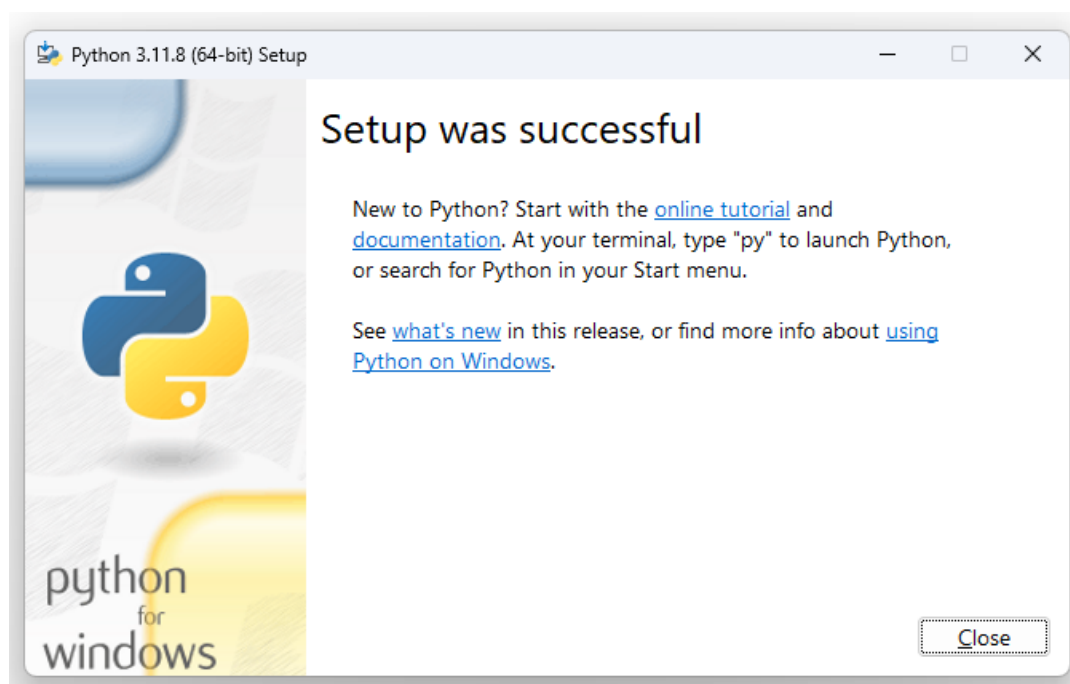 Python 3.11.8 (64-bit) Setup
Setup was successful
New to Python? Start with the online tutorial and
documentation. At your terminal, type "py" to launch Python,
or search for Python in your Start menu.
See what's new in this release, or find more info about using
Python on Windows.
python
for
windows
Close